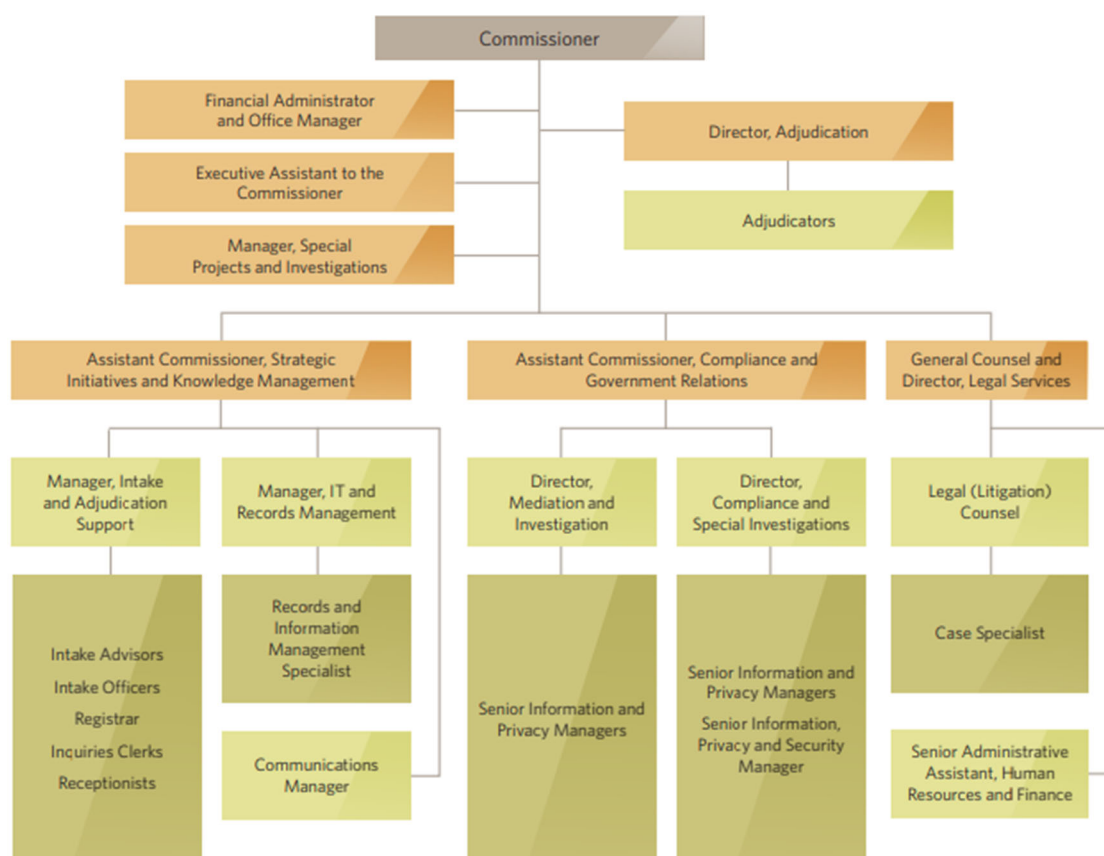 Commissioner
Financial Administrator
and Office Manager
Director, Adjudication
Executive Assistant to the
Commissioner
Adjudicators
Manager, Special
Projects and Investigations
Assistant Commissioner, Strategic
Initiatives and Knowledge Management
Assistant Commissioner, Compliance and
Government Relations
General Counsel and
Director, Legal Services
Manager, Intake
and Adjudication
Support
Manager, IT and
Records Management
Director,
Mediation and
Investigation
Director,
Compliance and
Special Investigations
Legal (Litigation)
Counsel
Intake Advisors
Intake Officers
Registrar
Inquiries Clerks
Receptionists
Records and
Information
Management
Specialist
Communications
Manager
Senior Information and
Privacy Managers
Senior Information and
Privacy Managers
Senior Information,
Privacy and Security
Manager
Case Specialist
Senior Administrative
Assistant, Human
Resources and Finance